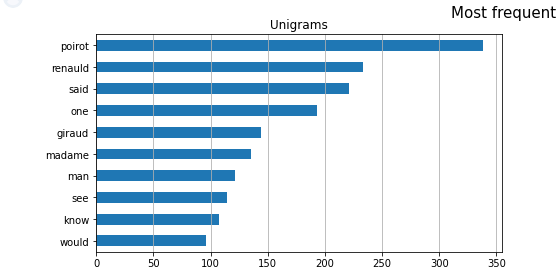 Most frequent
Unigrams
poirot
renauld
said
one
giraud
madame
man
see
know
would
0 50 100 150 200 250 300 350